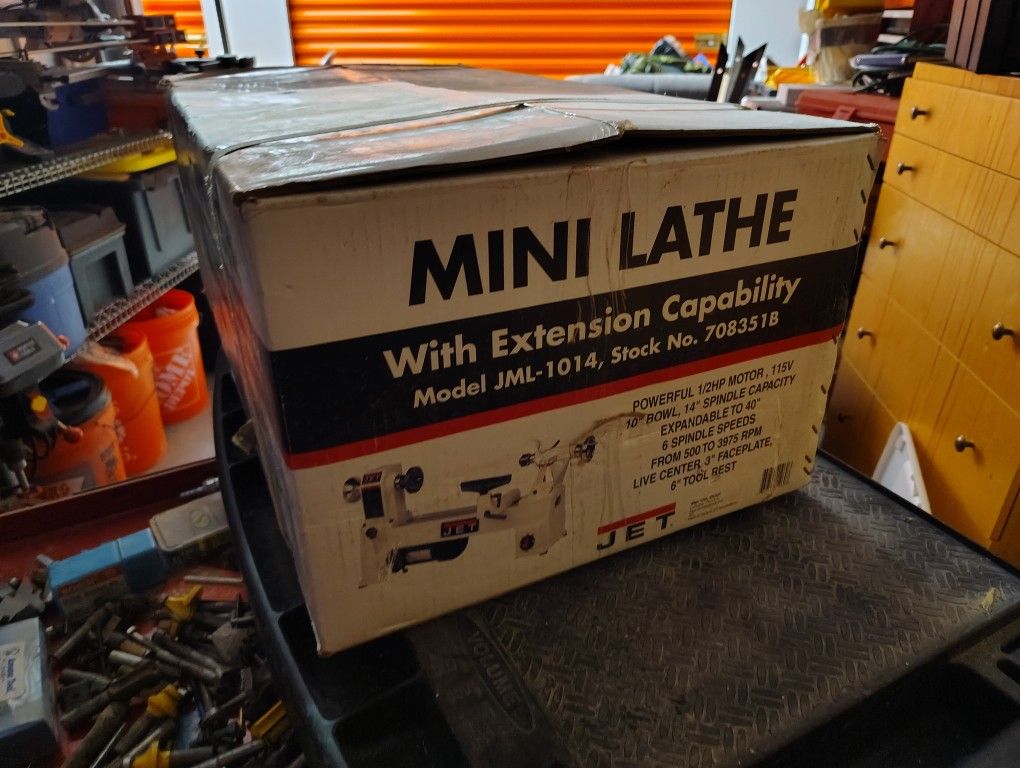 MINI LATHE
With Extension Capability
Model JML-1014, Stock No. 708351B
POWERFUL 1/2HP MOTOR , 115V
10" BOWL, 14" SPINDLE CAPACITY
EXPANDABLE TO 40"
6 SPINDLE SPEEDS
FROM 500 TO 3975 RPM
LIVE CENTER, 3" FACEPLATE,
6" TOOL REST
JET
JET
VOLUME